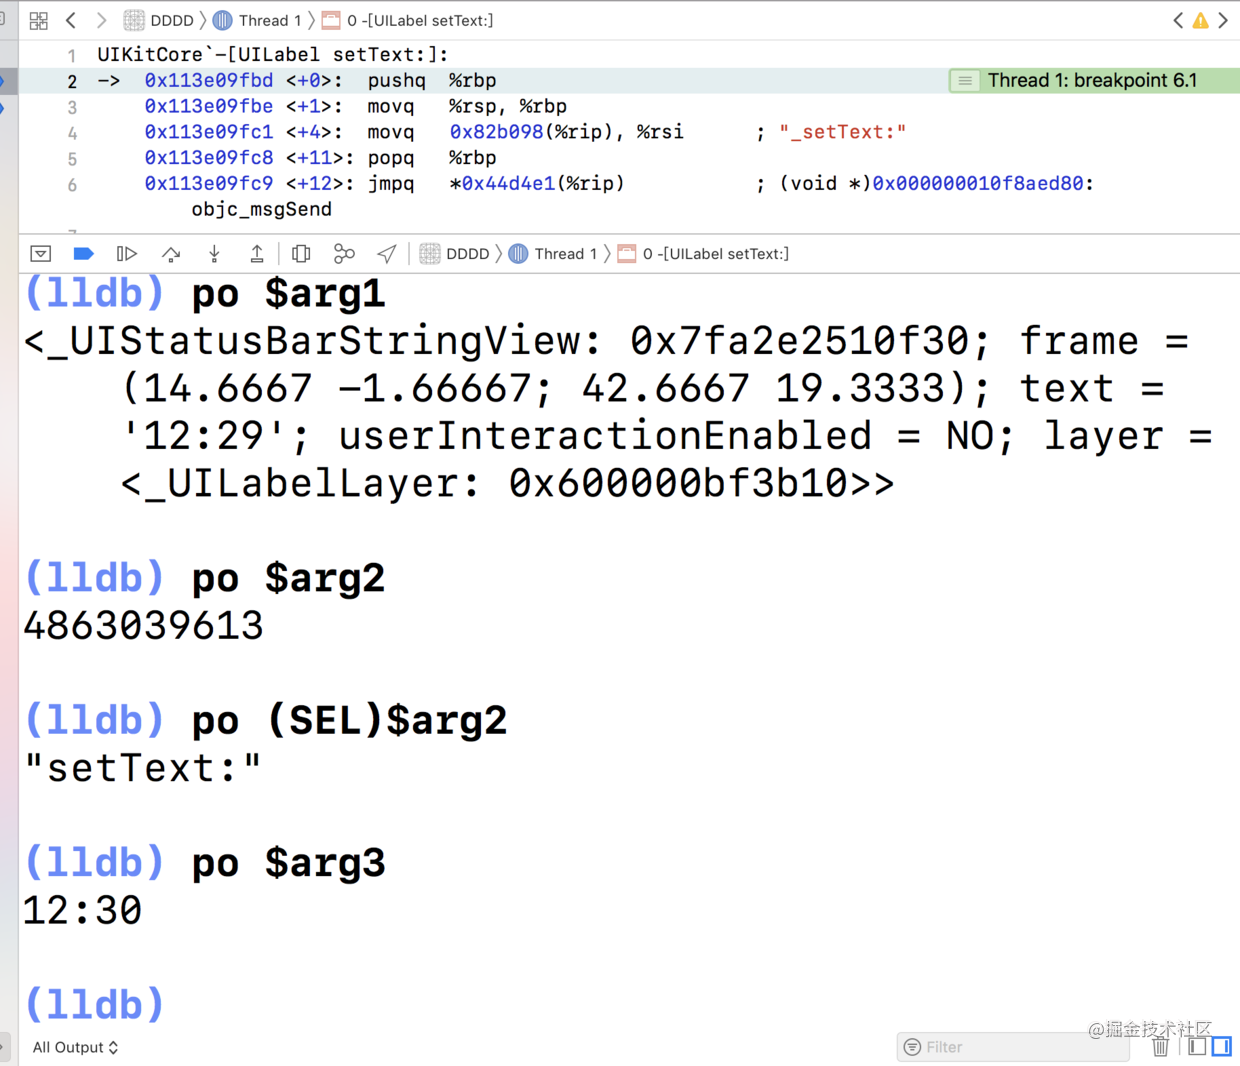 DDDD Thread 1 0 -[UILabel setText:]
1 UIKitCore`-[UILabel setText:]:
2 -> 0x113e09fbd <+0>: pushq %rbp Thread 1: breakpoint 6.1
3 0x113e09fbe <+1>: movq %rsp, %rbp
4 0x113e09fc1 <+4>: movq 0x82b098(%rip), %rsi ; "_setText:"
5 0x113e09fc8 <+11>: popq %rbp
6 0x113e09fc9 <+12>: jmpq *0x44d4e1(%rip) ; (void *)0x000000010f8aed80:
objc_msgSend
DDDD Thread 1 0 -[UILabel setText:]
(lldb) po $arg1
<_UIStatusBarStringView: 0x7fa2e2510f30; frame =
(14.6667 -1.66667; 42.6667 19.3333); text =
'12:29'; userInteractionEnabled = NO; layer =
<_UILabelLayer: 0x600000bf3b10>>
(lldb) po $arg2
4863039613
(lldb) po (SEL)$arg2
"setText:"
(lldb) po $arg3
12:30
(lldb)
@掘金技术社区
All Output Filter